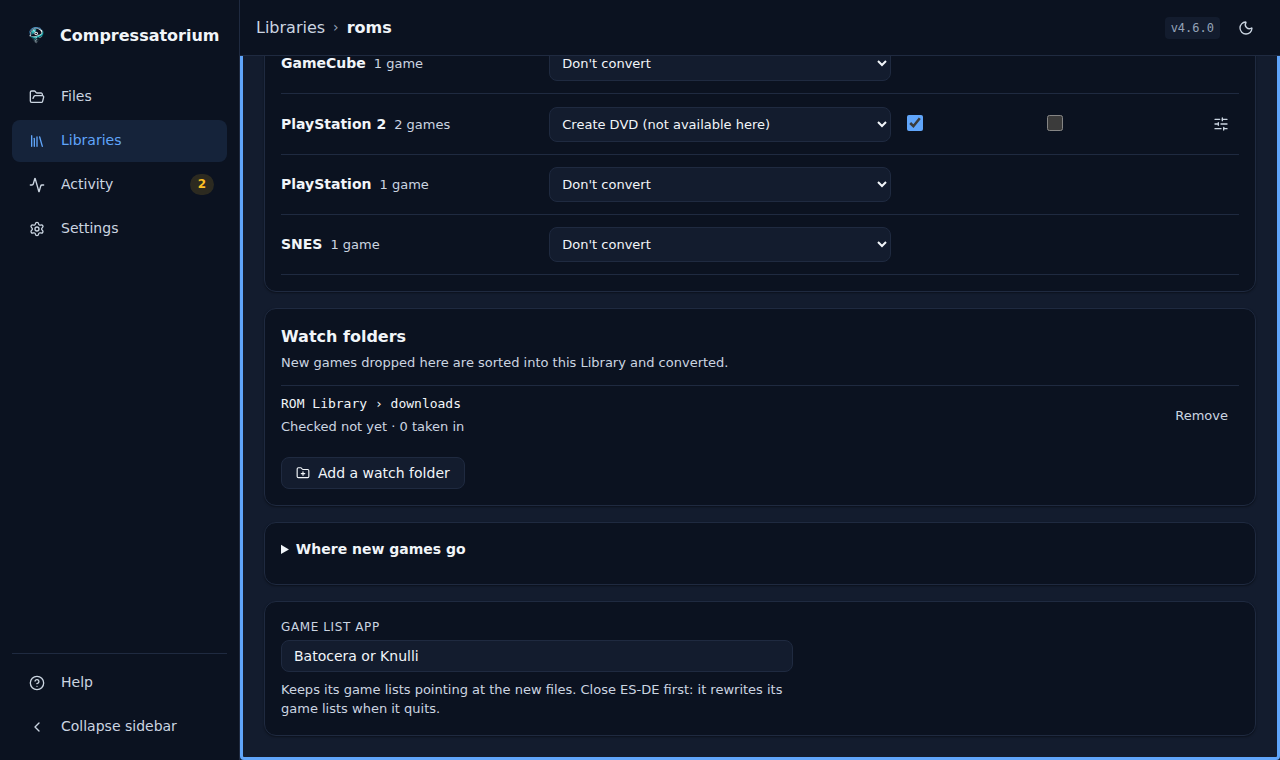 Compressatorium
Libraries › roms
v4.6.0
Files
Libraries
Activity 2
Settings
Help
Collapse sidebar
GameCube 1 game Don't convert
PlayStation 2 2 games Create DVD (not available here)
PlayStation 1 game Don't convert
SNES 1 game Don't convert
Watch folders
New games dropped here are sorted into this Library and converted.
ROM Library › downloads
Checked not yet · 0 taken in
Remove
Add a watch folder
Where new games go
GAME LIST APP
Batocera or Knulli
Keeps its game lists pointing at the new files. Close ES-DE first: it rewrites its
game lists when it quits.